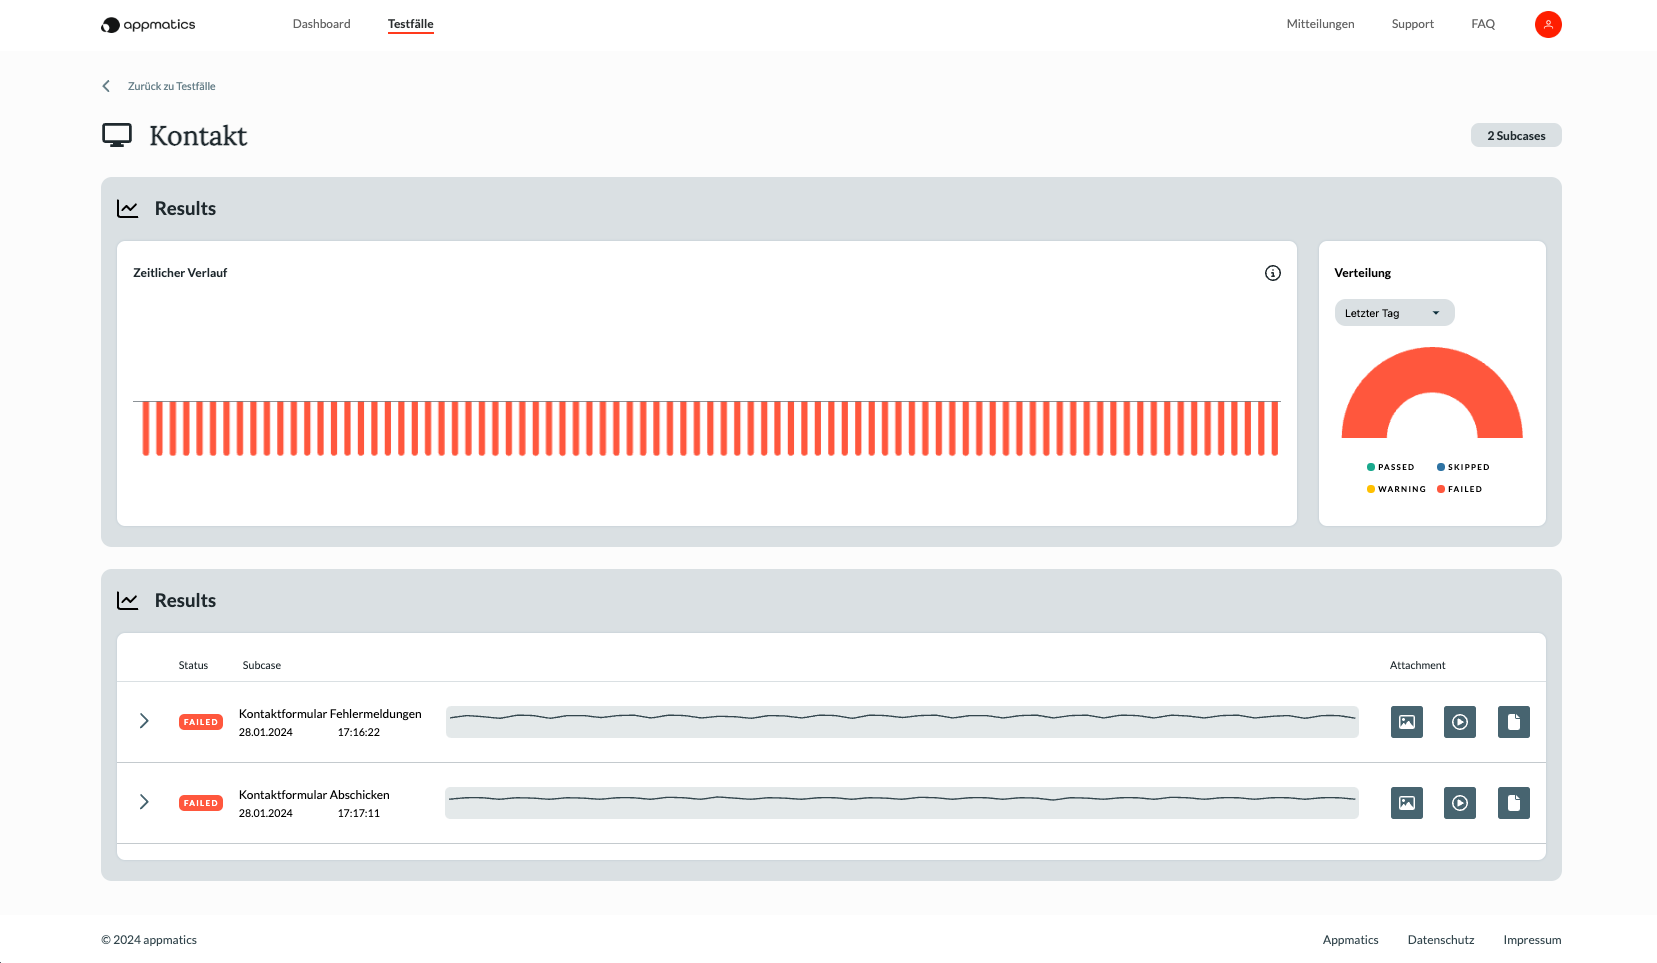 appmatics
Dashboard
Testfälle
Mitteilungen
Support
FAQ
Zurück zu Testfälle
Kontakt
2 Subcases
Results
Zeitlicher Verlauf
Verteilung
Letzter Tag
PASSED
SKIPPED
WARNING
FAILED
Results
Status
Subcase
Attachment
FAILED
Kontaktformular Fehlermeldungen
28.01.2024
17:16:22
FAILED
Kontaktformular Abschicken
28.01.2024
17:17:11
© 2024 appmatics
Appmatics
Datenschutz
Impressum